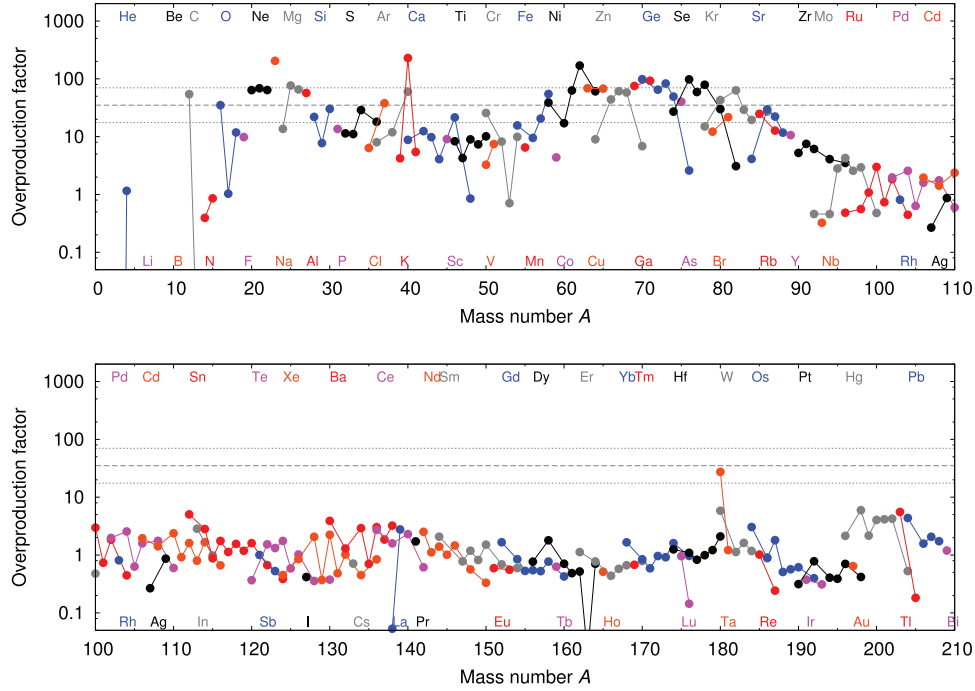 He Be C O Ne Mg Si S Ar Ca Ti Cr Fe Ni Zn Ge Se Kr Sr Zr Mo Ru Pd Cd
1000
100
10
1
0.1
Overproduction factor
Li B N F Na Al P Cl K Sc V Mn Co Cu Ga As Br Rb Y Nb Rh Ag
0 10 20 30 40 50 60 70 80 90 100 110
Mass number A
Pd Cd Sn Te Xe Ba Ce Nd Sm Gd Dy Er Yb Tm Hf W Os Pt Hg Pb
1000
100
10
1
0.1
Overproduction factor
Rh Ag In Sb I Cs La Pr Eu Tb Ho Lu Ta Re Ir Au Tl Bi
100 110 120 130 140 150 160 170 180 190 200 210
Mass number A